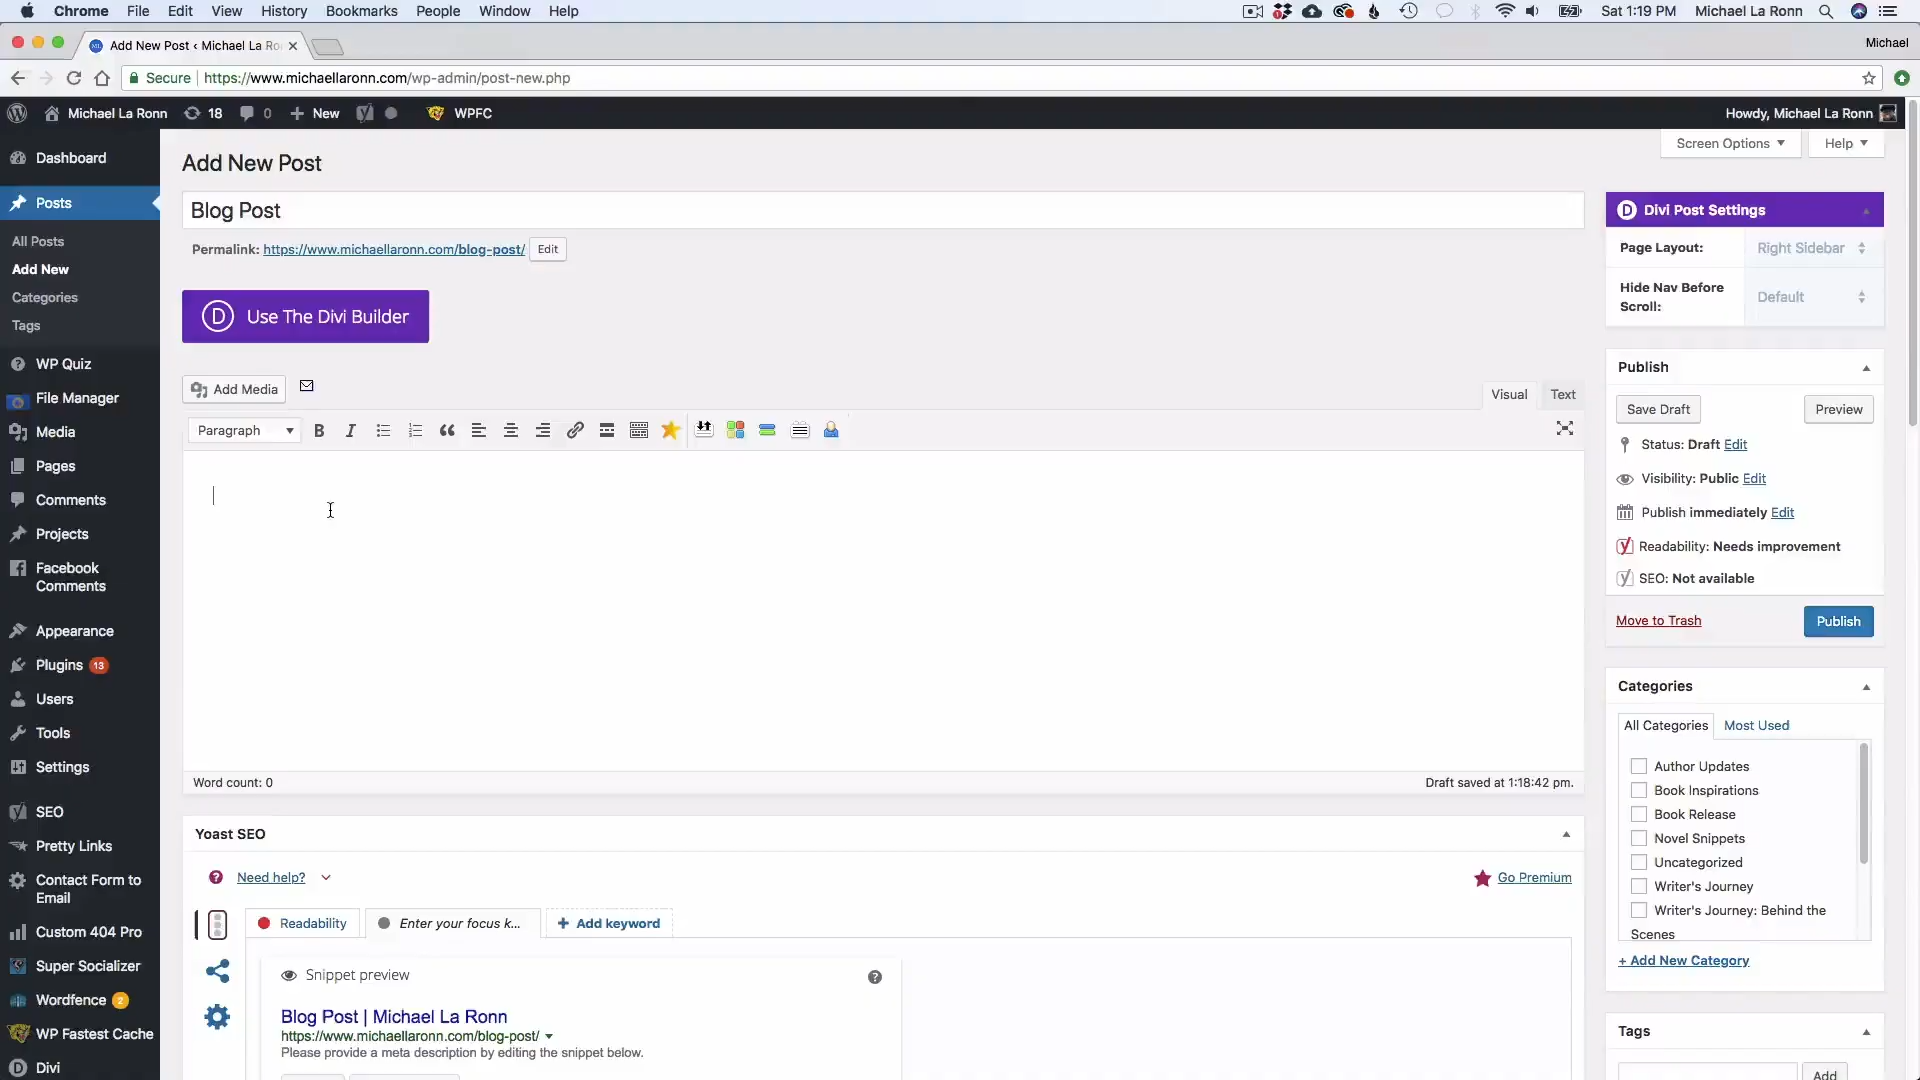 Chrome File Edit View History Bookmarks People Window Help Sat 1:19 PM Michael La Ronn
Add New Post ‹ Michael La Ro Michael
Secure https://www.michaellaronn.com/wp-admin/post-new.php
Michael La Ronn 18 0 New WPFC Howdy, Michael La Ronn
Screen Options Help
Dashboard
Posts
All Posts
Add New
Categories
Tags
WP Quiz
File Manager
Media
Pages
Comments
Projects
Facebook
Comments
Appearance
Plugins 13
Users
Tools
Settings
SEO
Pretty Links
Contact Form to
Email
Custom 404 Pro
Super Socializer
Wordfence 2
WP Fastest Cache
Divi
Add New Post
Blog Post
Permalink: https://www.michaellaronn.com/blog-post/ Edit
Use The Divi Builder
Add Media
Visual Text
Paragraph
Word count: 0 Draft saved at 1:18:42 pm.
Yoast SEO
Need help? Go Premium
Readability Enter your focus k... Add keyword
Snippet preview
Blog Post | Michael La Ronn
https://www.michaellaronn.com/blog-post/
Please provide a meta description by editing the snippet below.
Divi Post Settings
Page Layout: Right Sidebar
Hide Nav Before
Scroll: Default
Publish
Save Draft Preview
Status: Draft Edit
Visibility: Public Edit
Publish immediately Edit
Readability: Needs improvement
SEO: Not available
Move to Trash Publish
Categories
All Categories Most Used
Author Updates
Book Inspirations
Book Release
Novel Snippets
Uncategorized
Writer's Journey
Writer's Journey: Behind the
Scenes
+ Add New Category
Tags
Add